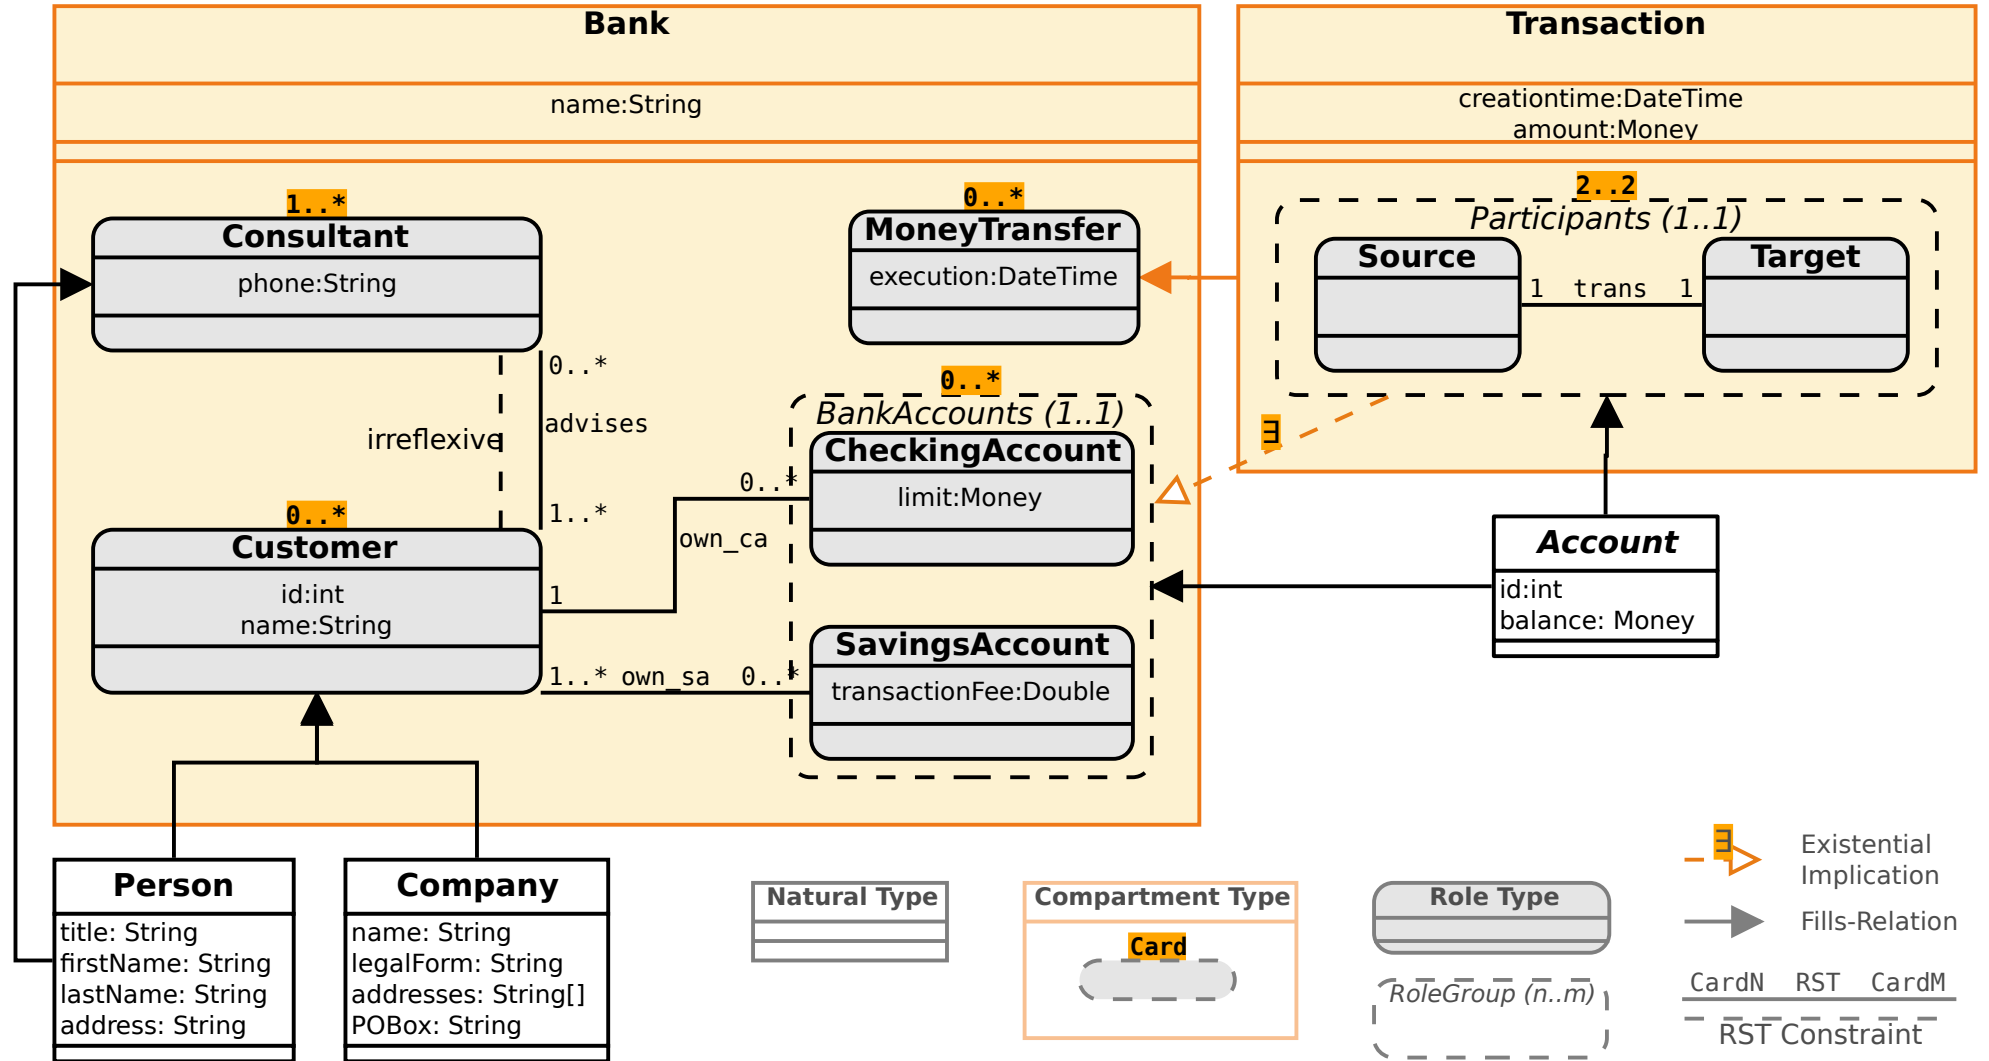 Bank
name:String
1..*
Consultant
phone:String
0..*
MoneyTransfer
execution:DateTime
0..*
advises
irreflexive
1..*
0..*
Customer
id:int
name:String
0..*
BankAccounts (1..1)
CheckingAccount
limit:Money
0..*
own_ca
1
SavingsAccount
transactionFee:Double
1..* own_sa 0..*
Transaction
creationtime:DateTime
amount:Money
2..2
Participants (1..1)
Source
Target
1 trans 1
∃
Account
id:int
balance: Money
Person
title: String
firstName: String
lastName: String
address: String
Company
name: String
legalForm: String
addresses: String[]
POBox: String
Natural Type
Compartment Type
Card
Role Type
RoleGroup (n..m)
∃
Existential
Implication
Fills-Relation
CardN RST CardM
RST Constraint